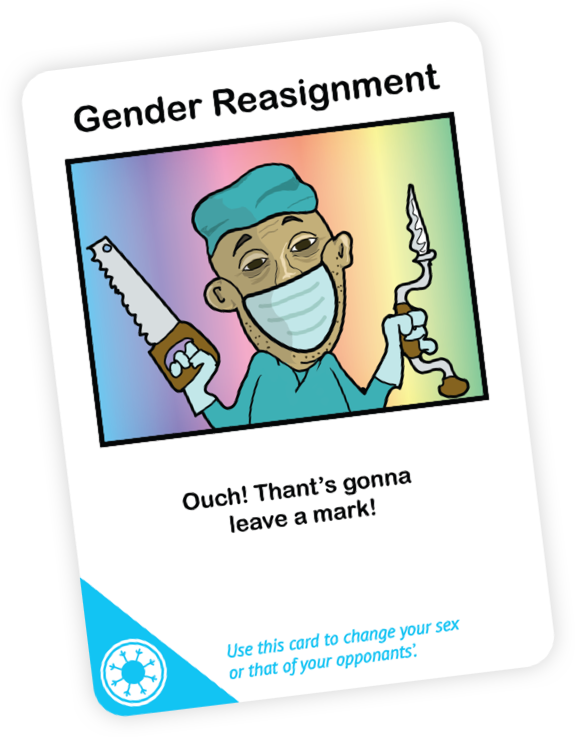 Gender Reasignment
Ouch! Thant's gonna
leave a mark!
Use this card to change your sex
or that of your opponants'.